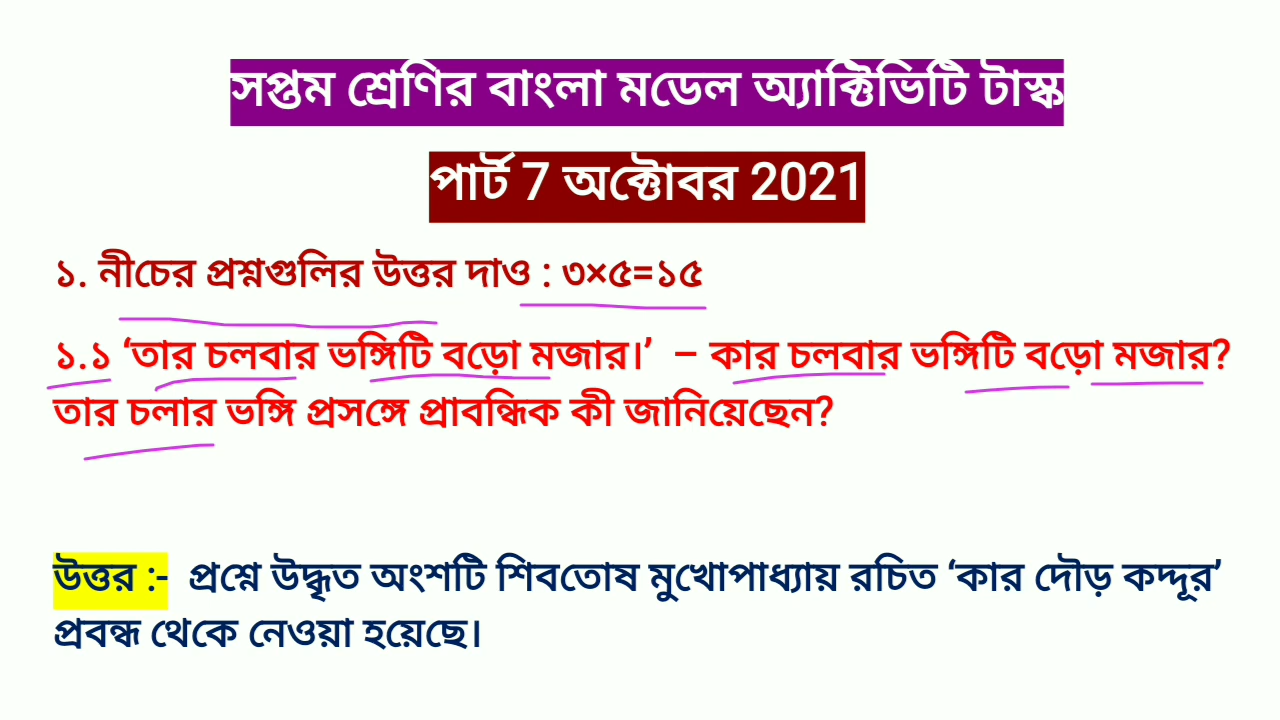 সপ্তম শ্রেণির বাংলা মডেল অ্যাক্টিভিটি টাস্ক
পার্ট 7 অক্টোবর 2021
১. নীচের প্রশ্নগুলির উত্তর দাও : ৩×৫=১৫
১.১ ‘তার চলবার ভঙ্গিটি বড়ো মজার।’ – কার চলবার ভঙ্গিটি বড়ো মজার?
তার চলার ভঙ্গি প্রসঙ্গে প্রাবন্ধিক কী জানিয়েছেন?
উত্তর :- প্রশ্নে উদ্ধৃত অংশটি শিবতোষ মুখোপাধ্যায় রচিত ‘কার দৌড় কদ্দূর’
প্রবন্ধ থেকে নেওয়া হয়েছে।